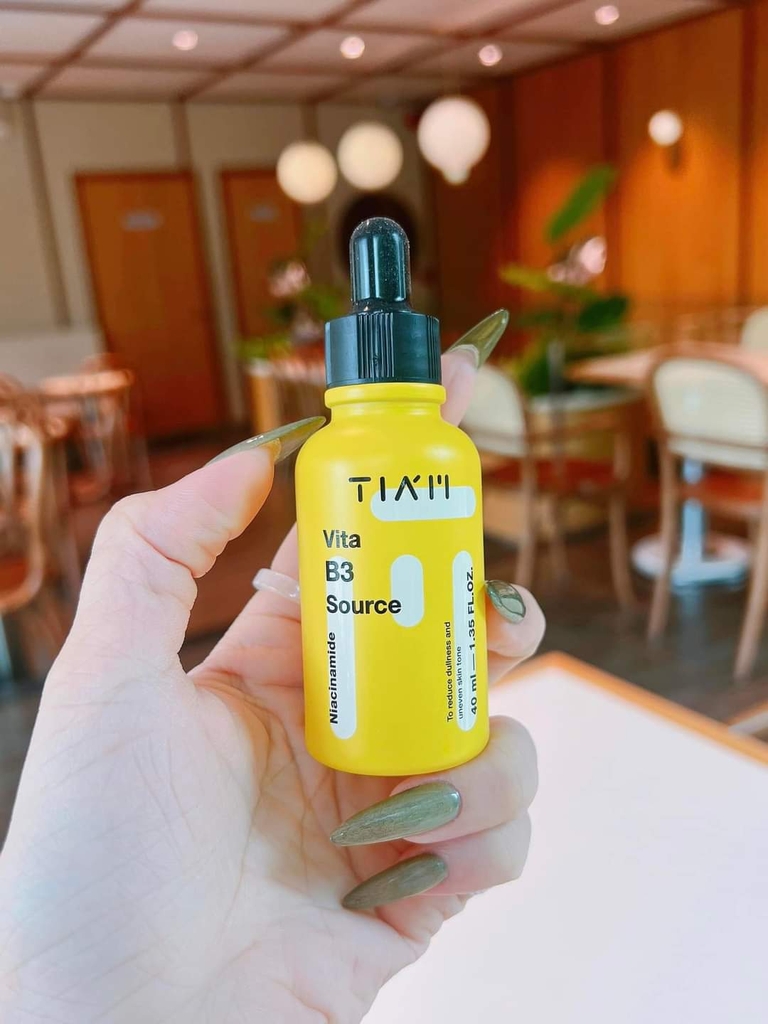 TIA'M
Vita
B3
Source
Niacinamide
To reduce dullness and
uneven skin tone
40 ml — 1.35 FL.OZ.